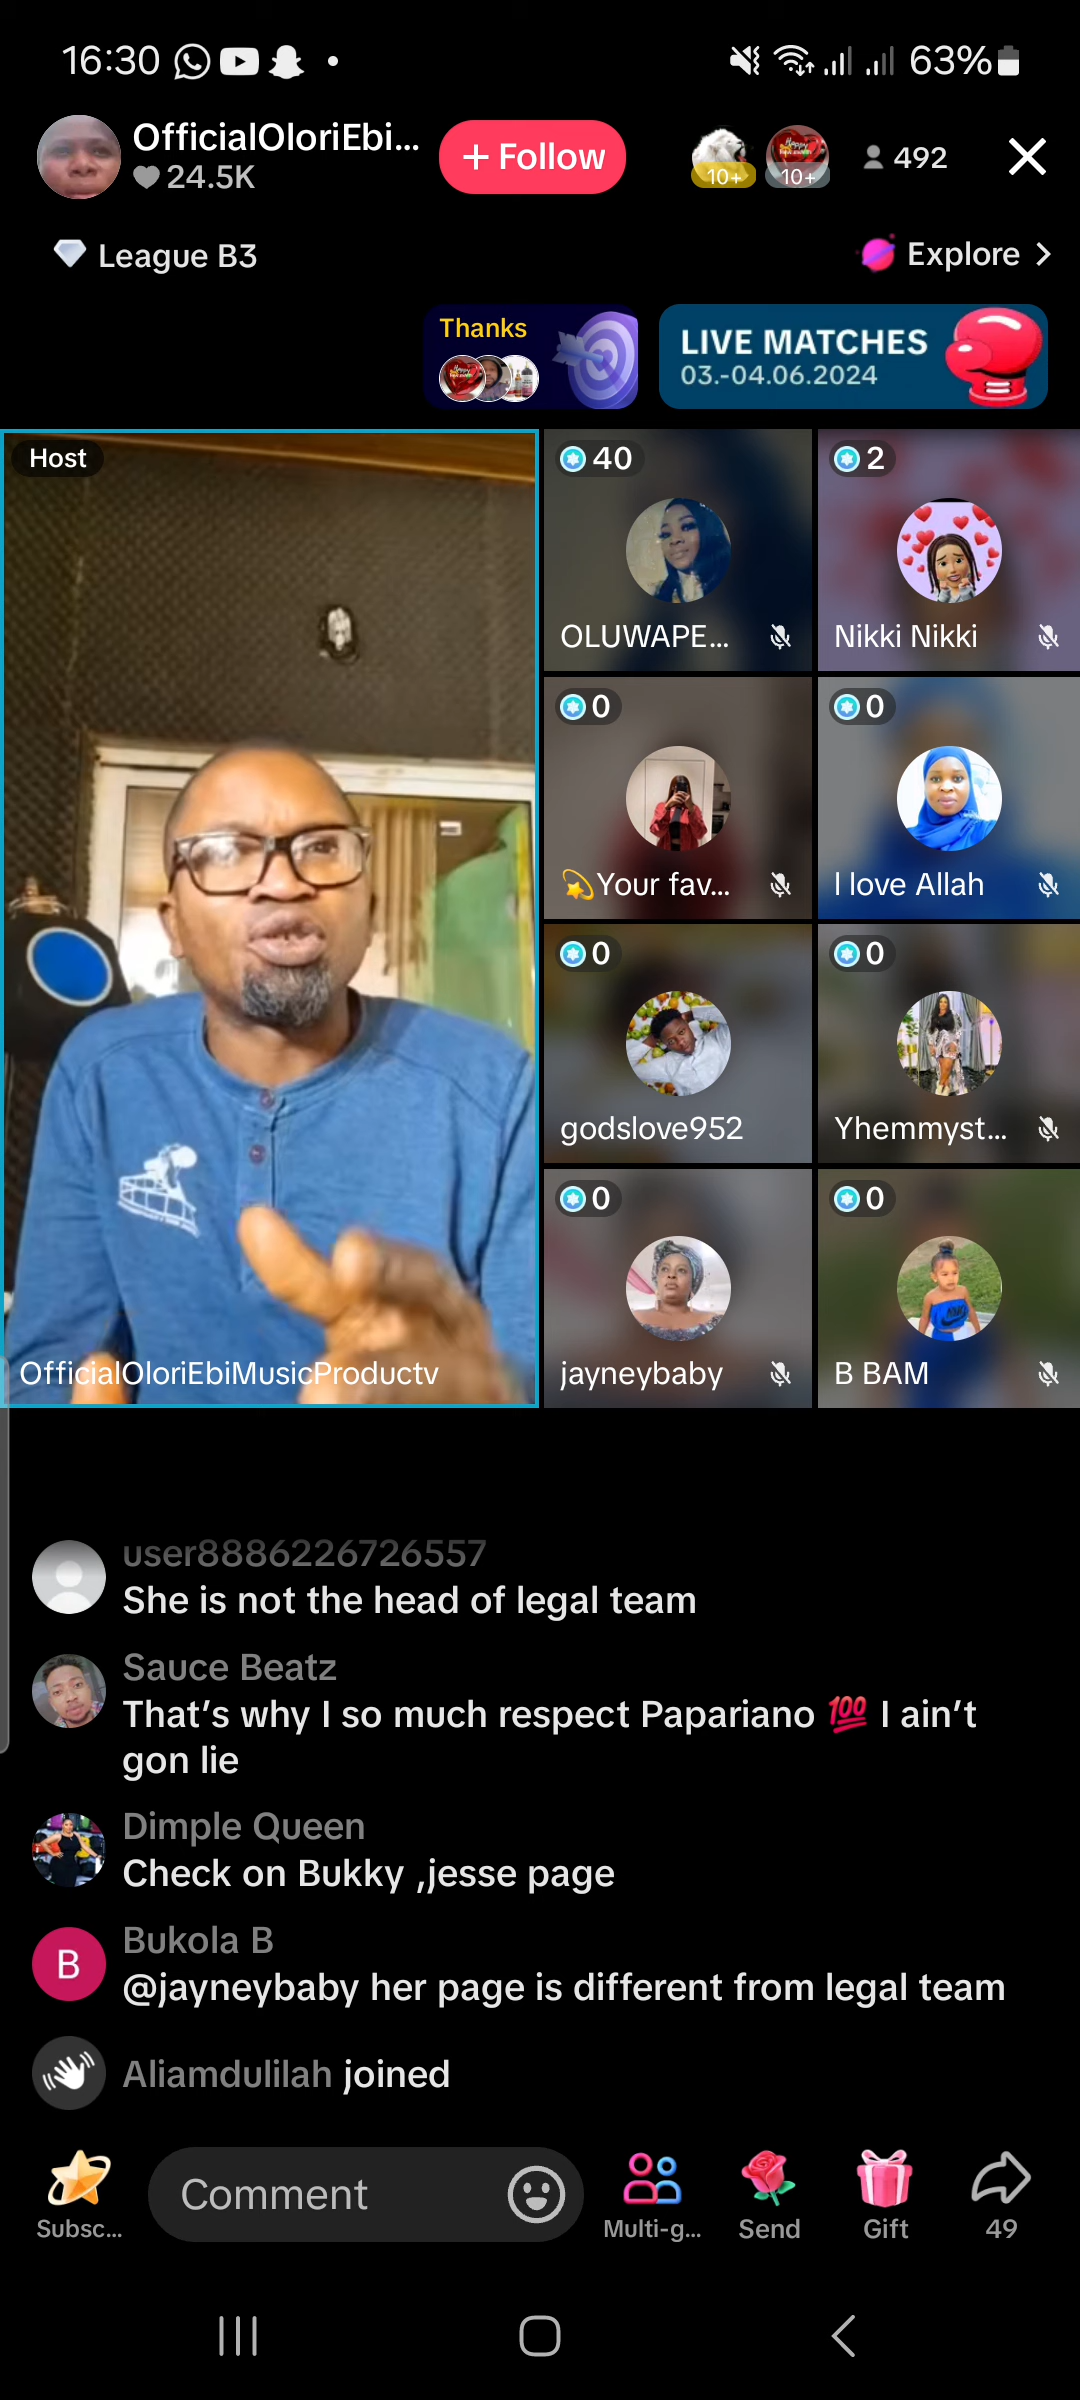 16:30
63%
OfficialOloriEbi...
24.5K
+ Follow
10+
10+
492
League B3
Explore
Thanks
LIVE MATCHES
03.-04.06.2024
Host
40
2
OLUWAPE...
Nikki Nikki
0
0
Your fav...
I love Allah
0
0
godslove952
Yhemmyst...
0
0
OfficialOloriEbiMusicProductv
jayneybaby
B BAM
user8886226726557
She is not the head of legal team
Sauce Beatz
That's why I so much respect Papariano 💯 I ain't
gon lie
Dimple Queen
Check on Bukky ,jesse page
B
Bukola B
@jayneybaby her page is different from legal team
Aliamdulilah joined
Comment
Subsc...
Multi-g...
Send
Gift
49